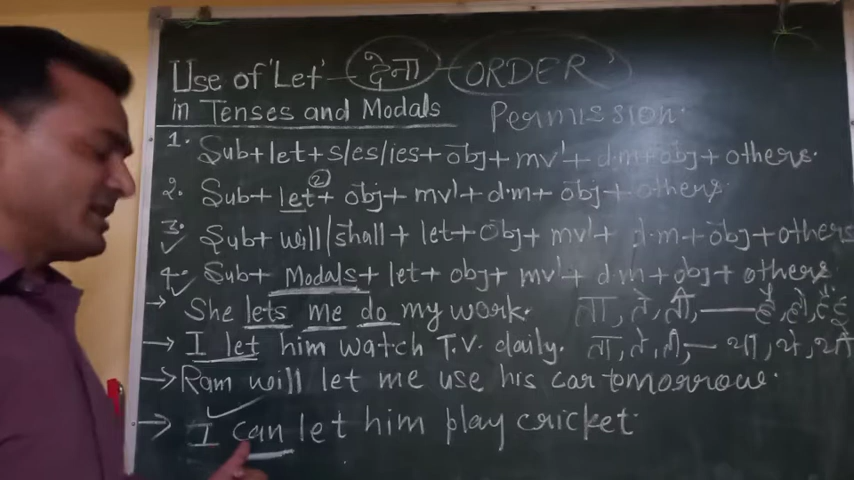 Use of 'Let' - देना - ORDER
in Tenses and Modals Permission.
1. Sub+let+s/es/ies+obj+mv¹+d.m+obj+others.
2. Sub+let②+obj+mv¹+d.m+obj+others
3. Sub+will/shall+let+obj+mv¹+d.m+obj+others
4. Sub+Modals+let+obj+mv¹+d.m+obj+others
→ She lets me do my work. ता, ते, ती,
→ I let him watch T.V. daily. ता, ते, ती, — था, थे, थी
→ Ram will let me use his car tomorrow.
→ I can let him play cricket.